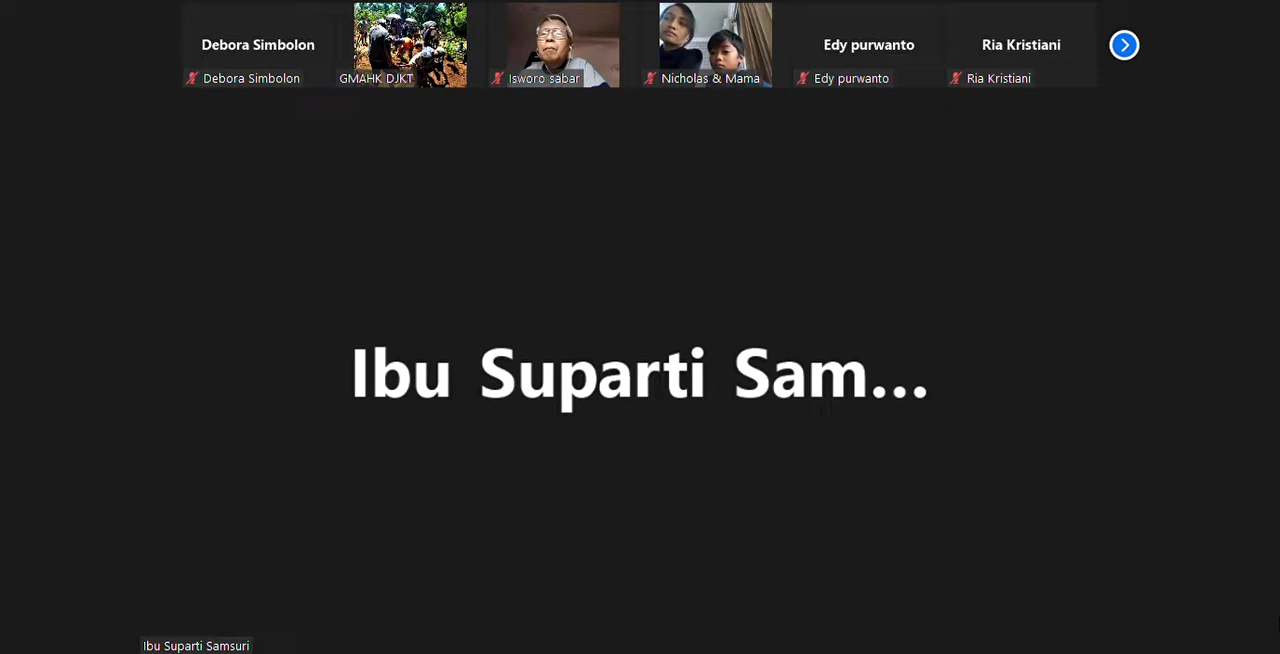 Debora Simbolon
Edy purwanto
Ria Kristiani
Debora Simbolon
GMAHK DJKT
Isworo sabar
Nicholas & Mama
Edy purwanto
Ria Kristiani
Ibu Suparti Sam...
Ibu Suparti Samsuri